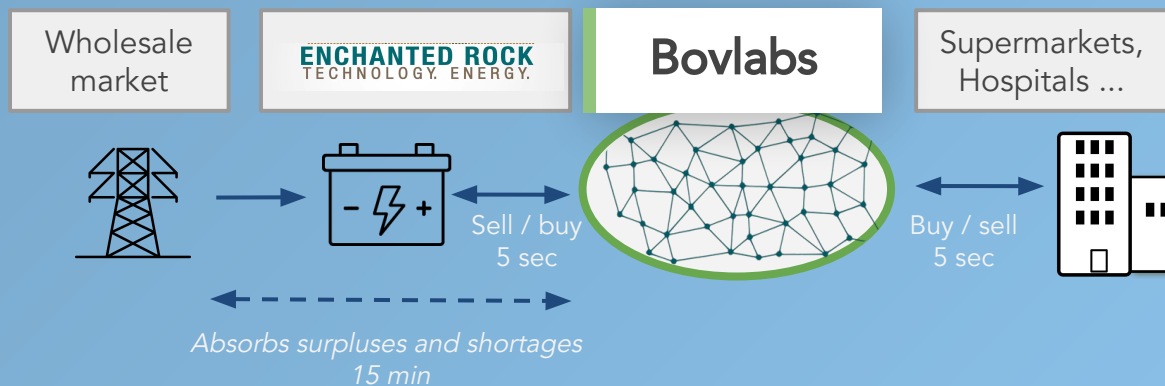 Wholesale
market
ENCHANTED ROCK
TECHNOLOGY. ENERGY.
Bovlabs
Supermarkets,
Hospitals ...
- +
Sell / buy
5 sec
Buy / sell
5 sec
Absorbs surpluses and shortages
15 min